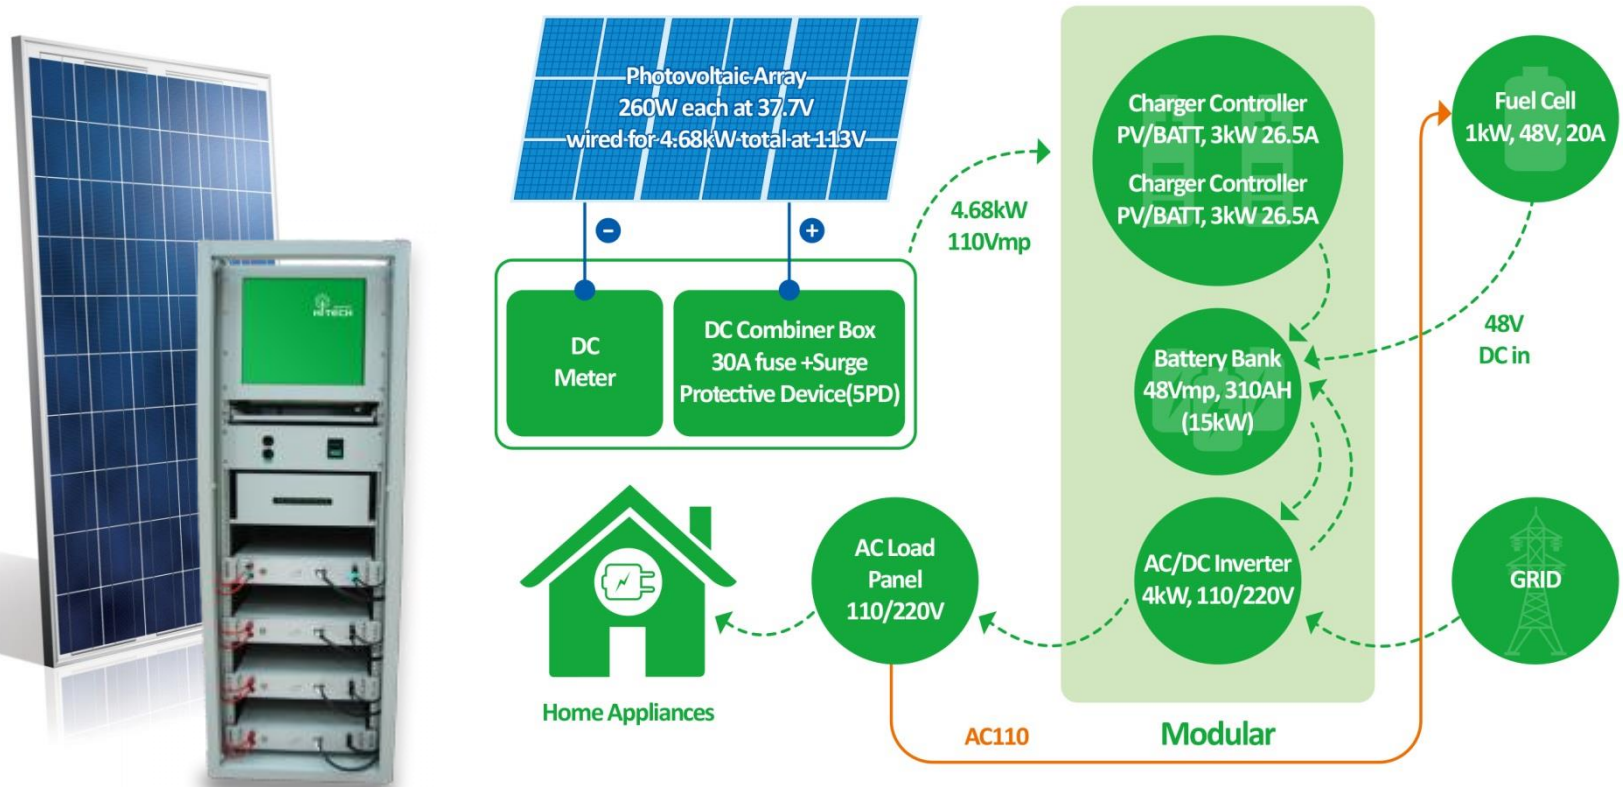 Photovoltaic Array
260W each at 37.7V
wired for 4.68kW total at 113V
−
+
DC
Meter
DC Combiner Box
30A fuse +Surge
Protective Device(5PD)
4.68kW
110Vmp
Charger Controller
PV/BATT, 3kW 26.5A
Charger Controller
PV/BATT, 3kW 26.5A
Fuel Cell
1kW, 48V, 20A
48V
DC in
Battery Bank
48Vmp, 310AH
(15kW)
AC/DC Inverter
4kW, 110/220V
GRID
AC Load
Panel
110/220V
Home Appliances
AC110
Modular
HI TECH